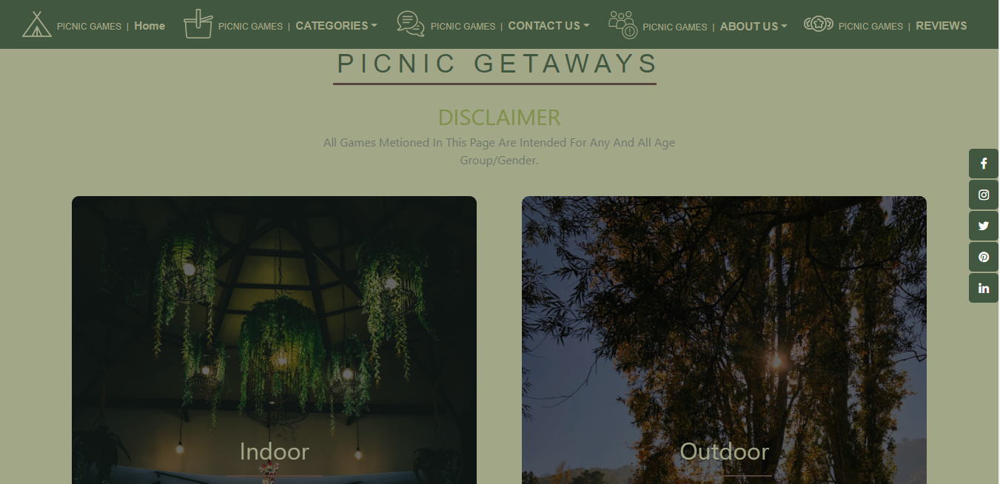 PICNIC GAMES | Home PICNIC GAMES | CATEGORIES PICNIC GAMES | CONTACT US PICNIC GAMES | ABOUT US PICNIC GAMES | REVIEWS
PICNIC GETAWAYS
DISCLAIMER
All Games Metioned In This Page Are Intended For Any And All Age
Group/Gender.
Indoor
Outdoor